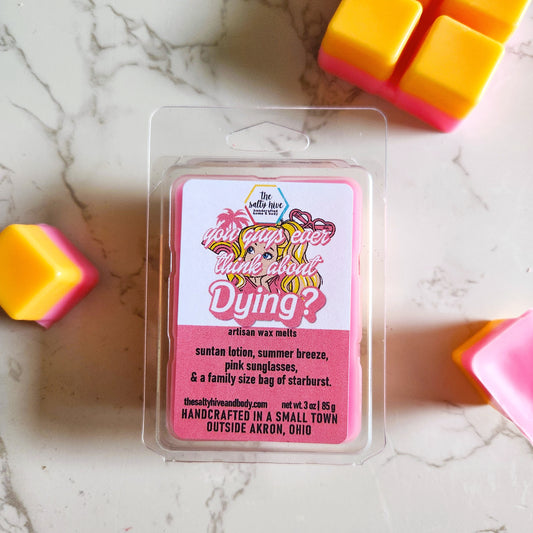 the
salty hive
handcrafted
home & body
you guys ever
think about
Dying?
artisan wax melts
suntan lotion, summer breeze,
pink sunglasses,
& a family size bag of starburst.
thesaltyhiveandbody.com net wt. 3 oz | 85 g
HANDCRAFTED IN A SMALL TOWN
OUTSIDE AKRON, OHIO